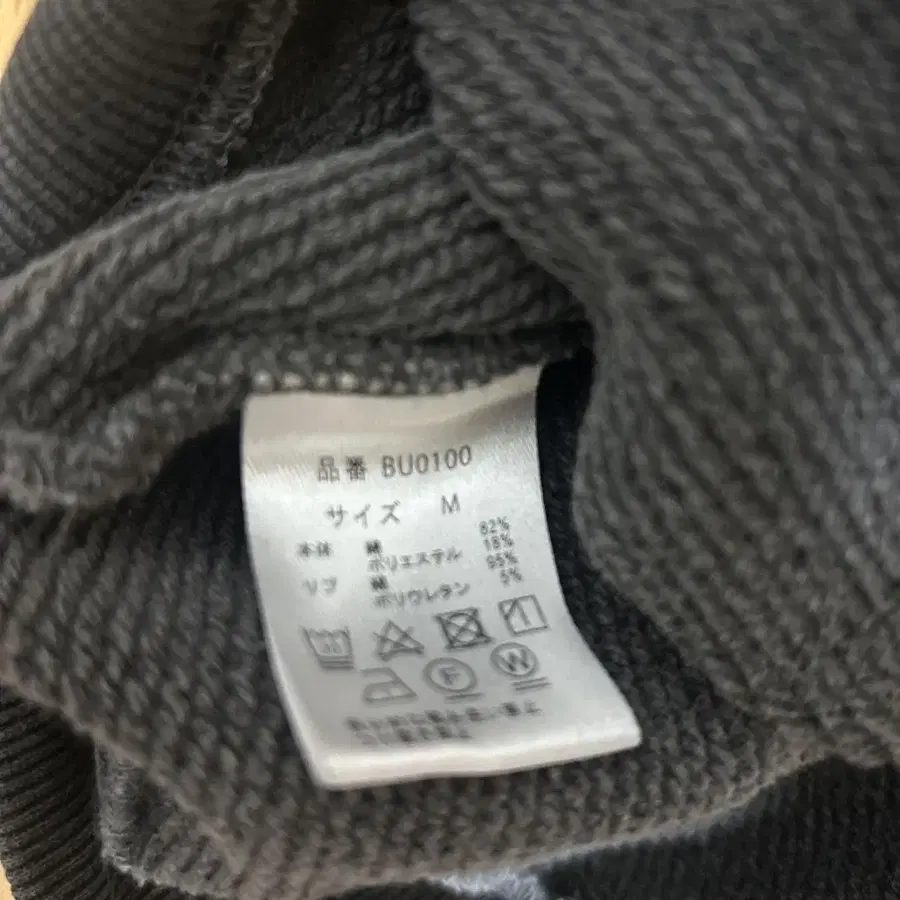 品番 BU0100
サイズ M
本体 綿 82%
ポリエステル 18%
リブ 綿 95%
ポリウレタン 5%
F W